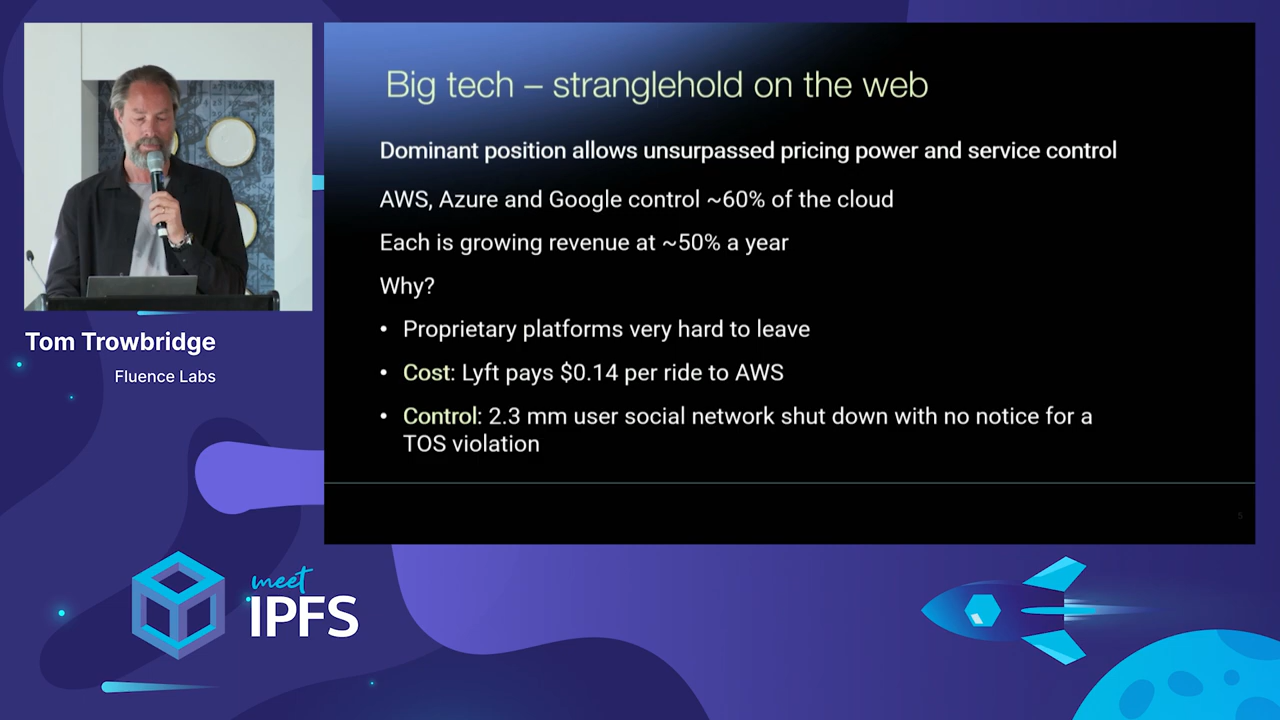 Big tech – stranglehold on the web
Dominant position allows unsurpassed pricing power and service control
AWS, Azure and Google control ~60% of the cloud
Each is growing revenue at ~50% a year
Why?
• Proprietary platforms very hard to leave
• Cost: Lyft pays $0.14 per ride to AWS
• Control: 2.3 mm user social network shut down with no notice for a
TOS violation
5
Tom Trowbridge
Fluence Labs
meet
IPFS